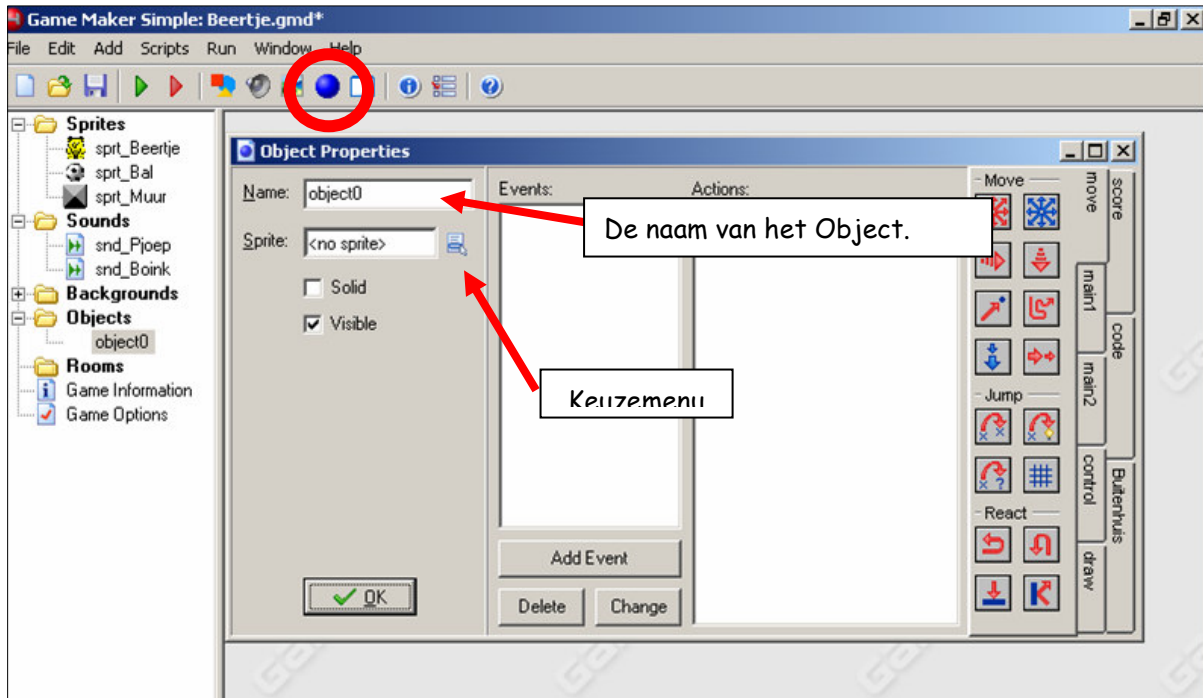 Game Maker Simple: Beertje.gmd*
File Edit Add Scripts Run Window Help
Sprites
sprt_Beertje
sprt_Bal
sprt_Muur
Sounds
snd_Pjoep
snd_Boink
Backgrounds
Objects
object0
Rooms
Game Information
Game Options
Object Properties
Name: object0
Sprite: <no sprite>
Solid
Visible
OK
Events:
Add Event
Delete Change
Actions:
De naam van het Object.
Keuzemenu
Move
Jump
React
move
main1
main2
control
draw
score
code
Buitenhuis